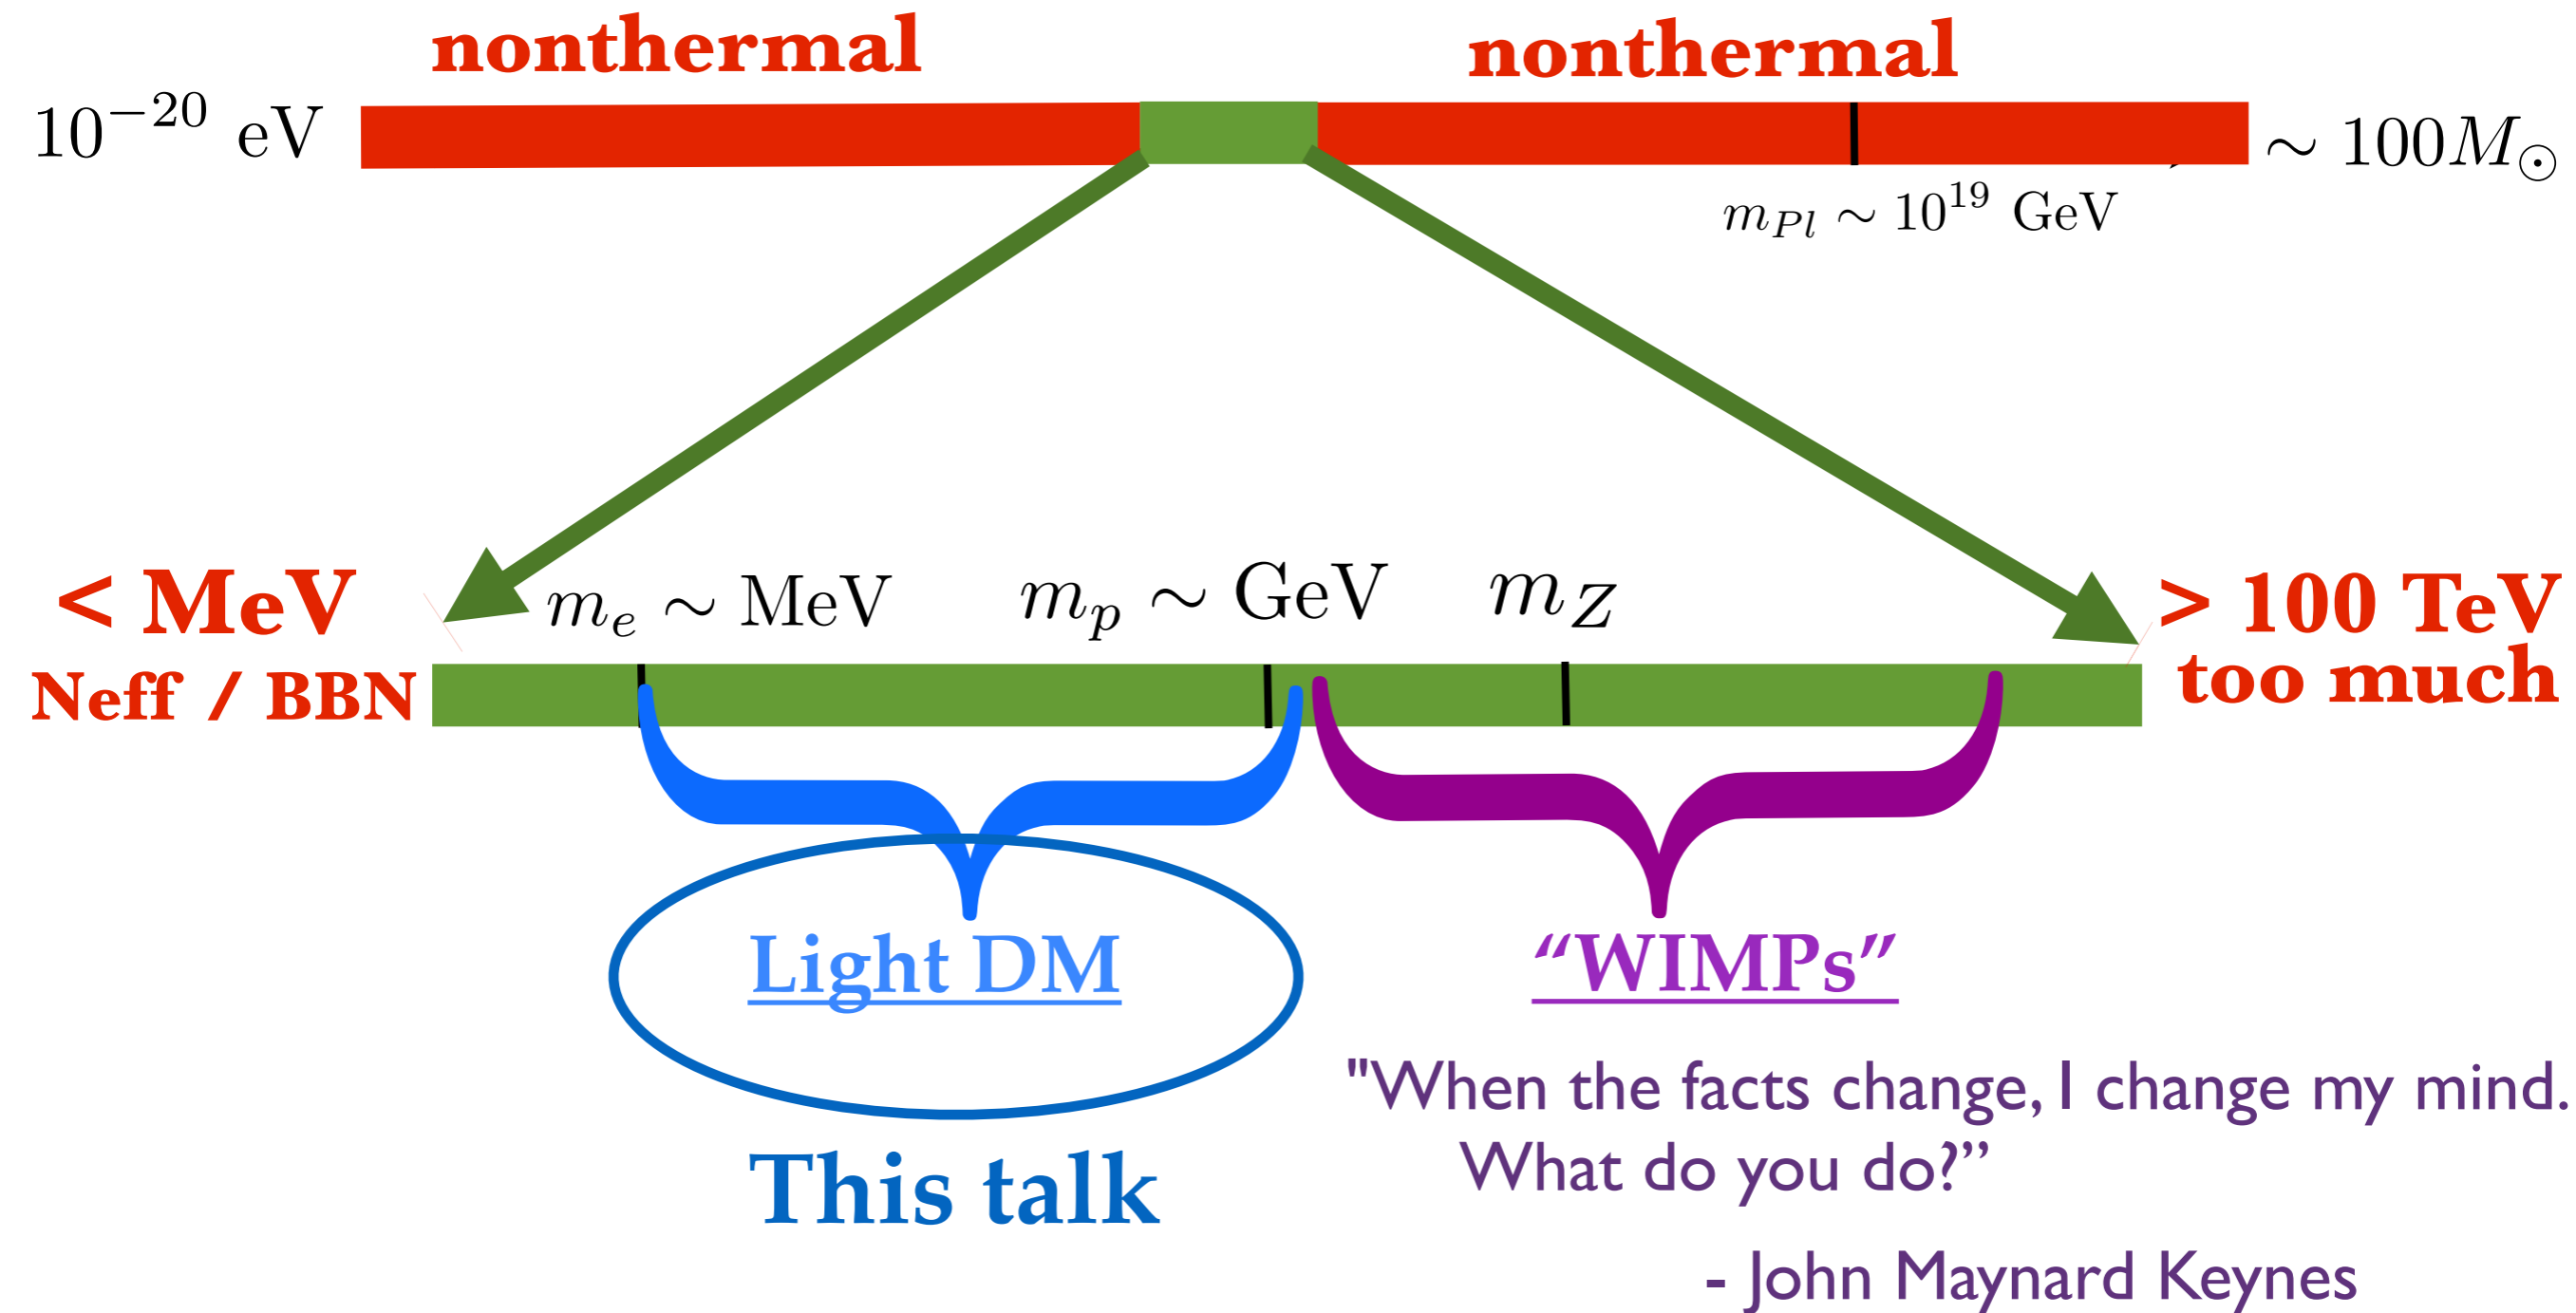 nonthermal nonthermal
10⁻²⁰ eV ~ 100M☉
m_Pl ~ 10¹⁹ GeV
< MeV m_e ~ MeV m_p ~ GeV m_Z > 100 TeV
Neff / BBN too much
Light DM “WIMPs”
"When the facts change, I change my mind.
What do you do?”
This talk
- John Maynard Keynes